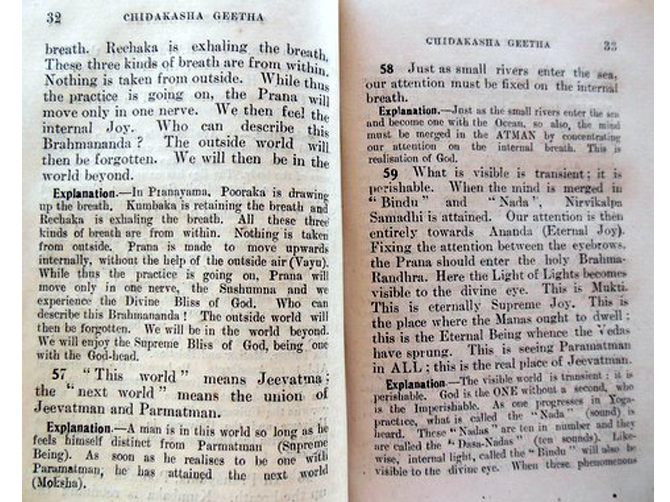 32 CHIDAKASHA GEETHA
breath. Rechaka is exhaling the breath.
These three kinds of breath are from within.
Nothing is taken from outside. While thus
the practice is going on, the Prana will
move only in one nerve. We then feel the
internal Joy. Who can describe this
Brahmananda ? The outside world will
then be forgotten. We will then be in the
world beyond.
Explanation.—In Pranayama, Pooraka is drawing
up the breath. Kumbaka is retaining the breath and
Rechaka is exhaling the breath. All these three
kinds of breath are from within. Nothing is taken
from outside. Prana is made to move upwards
internally, without the help of the outside air (Vayu).
While thus the practice is going on, Prana will
move only in one nerve, the Sushumna and we
experience the Divine Bliss of God. Who can
describe this Brahmananda ! The outside world will
then be forgotten. We will be in the world beyond.
We will enjoy the Supreme Bliss of God, being one
with the God-head.
57 "This world" means Jeevatma ;
the "next world" means the union of
Jeevatman and Parmatman.
Explanation.—A man is in this world so long as he
feels himself distinct from Parmatman (Supreme
Being). As soon as he realises to be one with
Paramatman, he has attained the next world
(Moksha).
CHIDAKASHA GEETHA 33
58 Just as small rivers enter the sea,
our attention must be fixed on the internal
breath.
Explanation.—Just as the small rivers enter the sea
and become one with the Ocean, so also, the mind
must be merged in the ATMAN by concentrating
our attention on the internal breath. This is
realisation of God.
59 What is visible is transient ; it is
perishable. When the mind is merged in
"Bindu" and "Nada", Nirvikalpa
Samadhi is attained. Our attention is then
entirely towards Ananda (Eternal Joy).
Fixing the attention between the eyebrows,
the Prana should enter the holy Brahma-
Randhra. Here the Light of Lights becomes
visible to the divine eye. This is Mukti.
This is eternally Supreme Joy. This is
the place where the Manas ought to dwell ;
this is the Eternal Being whence the Vedas
have sprung. This is seeing Paramatman
in ALL ; this is the real place of Jeevatman.
Explanation.—The visible world is transient ; it is
perishable. God is the ONE without a second, who
is the Imperishable. As one progresses in Yoga-
practice, what is called the "Nada" (sound) is
heard. These "Nadas" are ten in number and they
are called the "Dasa-Nadas" (ten sounds). Like-
wise, internal light, called the "Bindu" will also be
visible to the divine eye. When these phenomenons